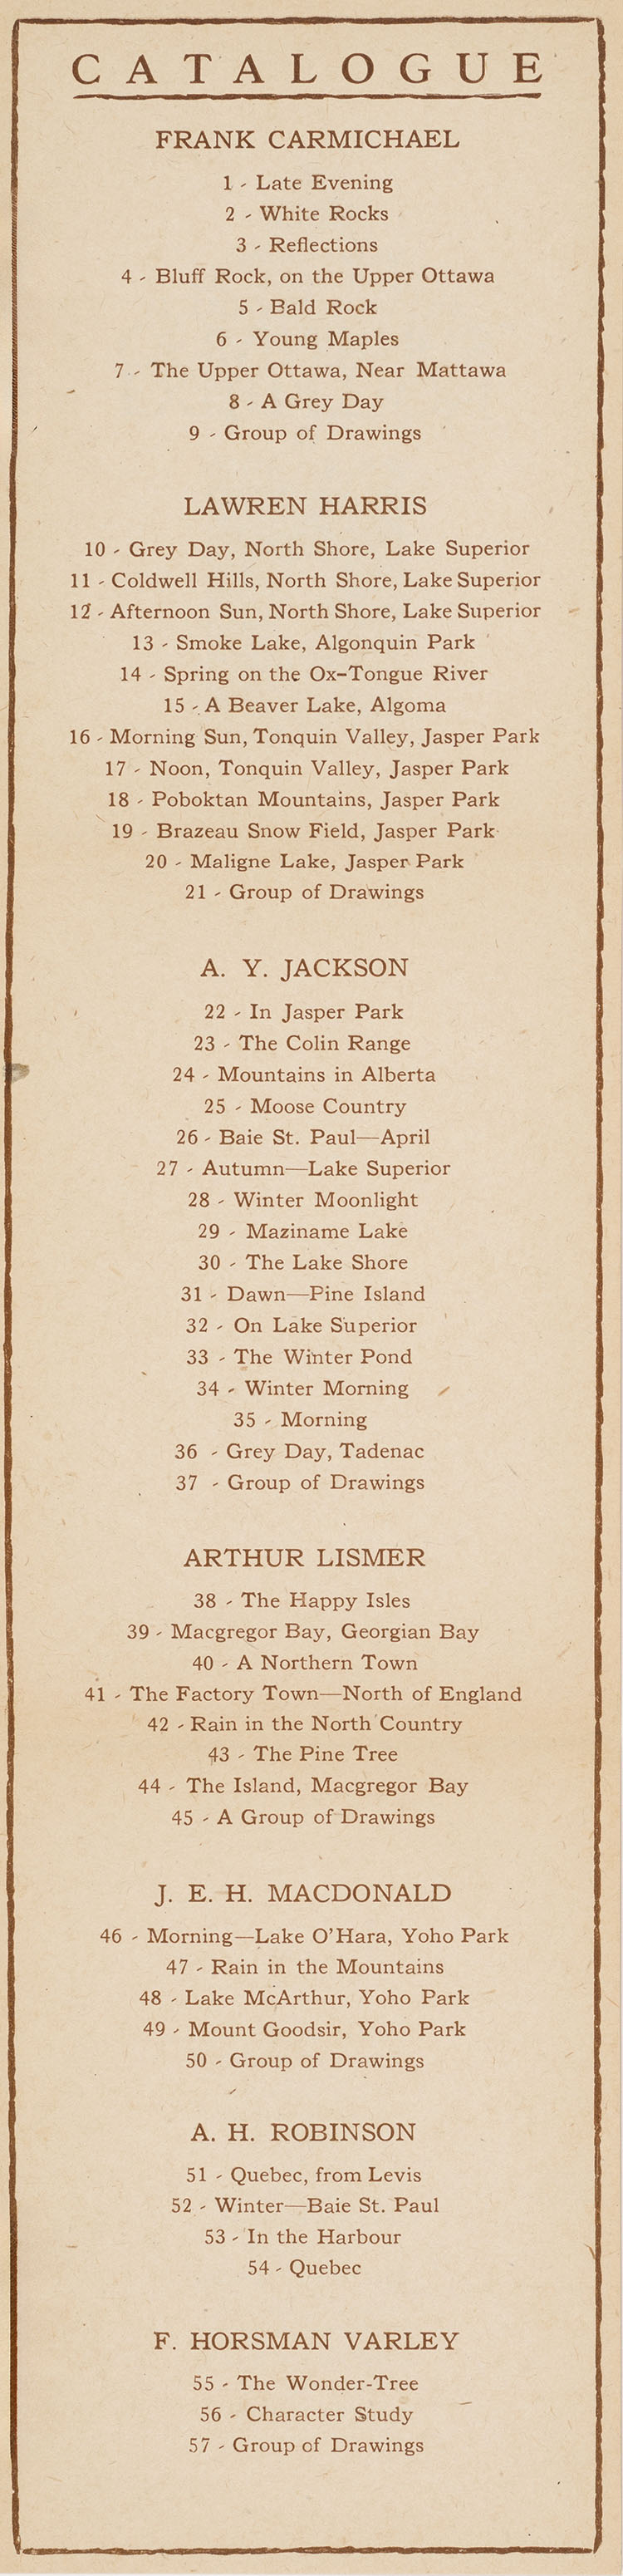 CATALOGUE
FRANK CARMICHAEL
1 - Late Evening
2 - White Rocks
3 - Reflections
4 - Bluff Rock, on the Upper Ottawa
5 - Bald Rock
6 - Young Maples
7 - The Upper Ottawa, Near Mattawa
8 - A Grey Day
9 - Group of Drawings
LAWREN HARRIS
10 - Grey Day, North Shore, Lake Superior
11 - Coldwell Hills, North Shore, Lake Superior
12 - Afternoon Sun, North Shore, Lake Superior
13 - Smoke Lake, Algonquin Park
14 - Spring on the Ox-Tongue River
15 - A Beaver Lake, Algoma
16 - Morning Sun, Tonquin Valley, Jasper Park
17 - Noon, Tonquin Valley, Jasper Park
18 - Poboktan Mountains, Jasper Park
19 - Brazeau Snow Field, Jasper Park
20 - Maligne Lake, Jasper Park
21 - Group of Drawings
A. Y. JACKSON
22 - In Jasper Park
23 - The Colin Range
24 - Mountains in Alberta
25 - Moose Country
26 - Baie St. Paul—April
27 - Autumn—Lake Superior
28 - Winter Moonlight
29 - Maziname Lake
30 - The Lake Shore
31 - Dawn—Pine Island
32 - On Lake Superior
33 - The Winter Pond
34 - Winter Morning
35 - Morning
36 - Grey Day, Tadenac
37 - Group of Drawings
ARTHUR LISMER
38 - The Happy Isles
39 - Macgregor Bay, Georgian Bay
40 - A Northern Town
41 - The Factory Town—North of England
42 - Rain in the North Country
43 - The Pine Tree
44 - The Island, Macgregor Bay
45 - A Group of Drawings
J. E. H. MACDONALD
46 - Morning—Lake O'Hara, Yoho Park
47 - Rain in the Mountains
48 - Lake McArthur, Yoho Park
49 - Mount Goodsir, Yoho Park
50 - Group of Drawings
A. H. ROBINSON
51 - Quebec, from Levis
52 - Winter—Baie St. Paul
53 - In the Harbour
54 - Quebec
F. HORSMAN VARLEY
55 - The Wonder-Tree
56 - Character Study
57 - Group of Drawings